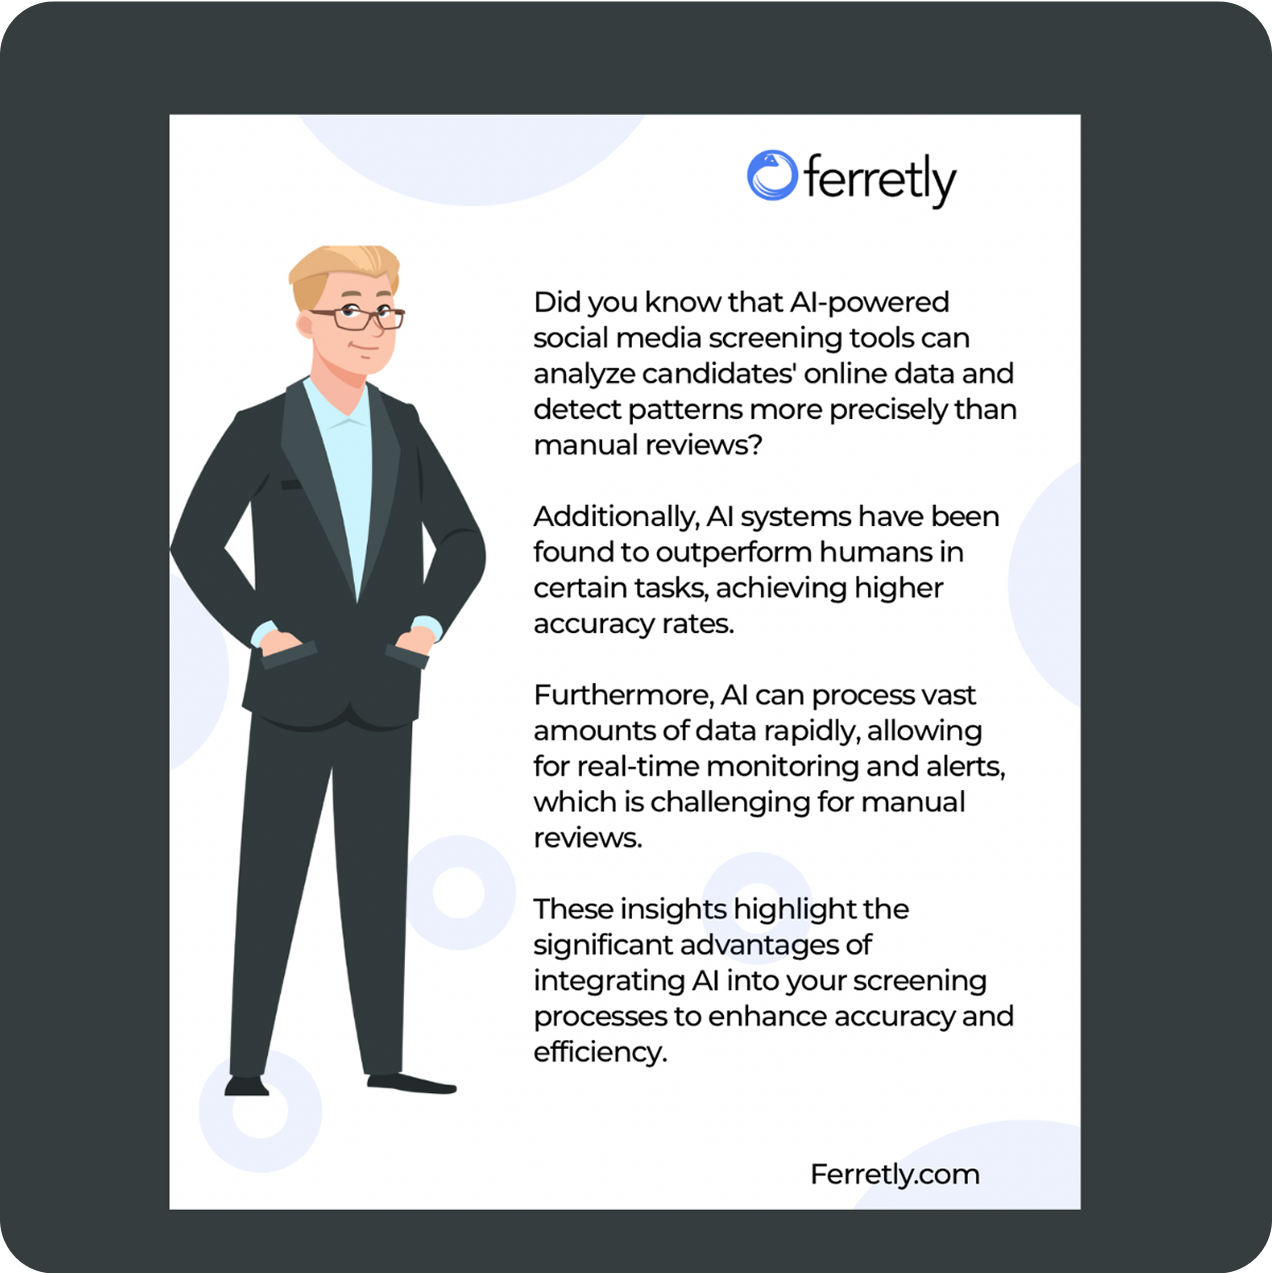 ferretly
Did you know that AI-powered
social media screening tools can
analyze candidates' online data and
detect patterns more precisely than
manual reviews?
Additionally, AI systems have been
found to outperform humans in
certain tasks, achieving higher
accuracy rates.
Furthermore, AI can process vast
amounts of data rapidly, allowing
for real-time monitoring and alerts,
which is challenging for manual
reviews.
These insights highlight the
significant advantages of
integrating AI into your screening
processes to enhance accuracy and
efficiency.
Ferretly.com